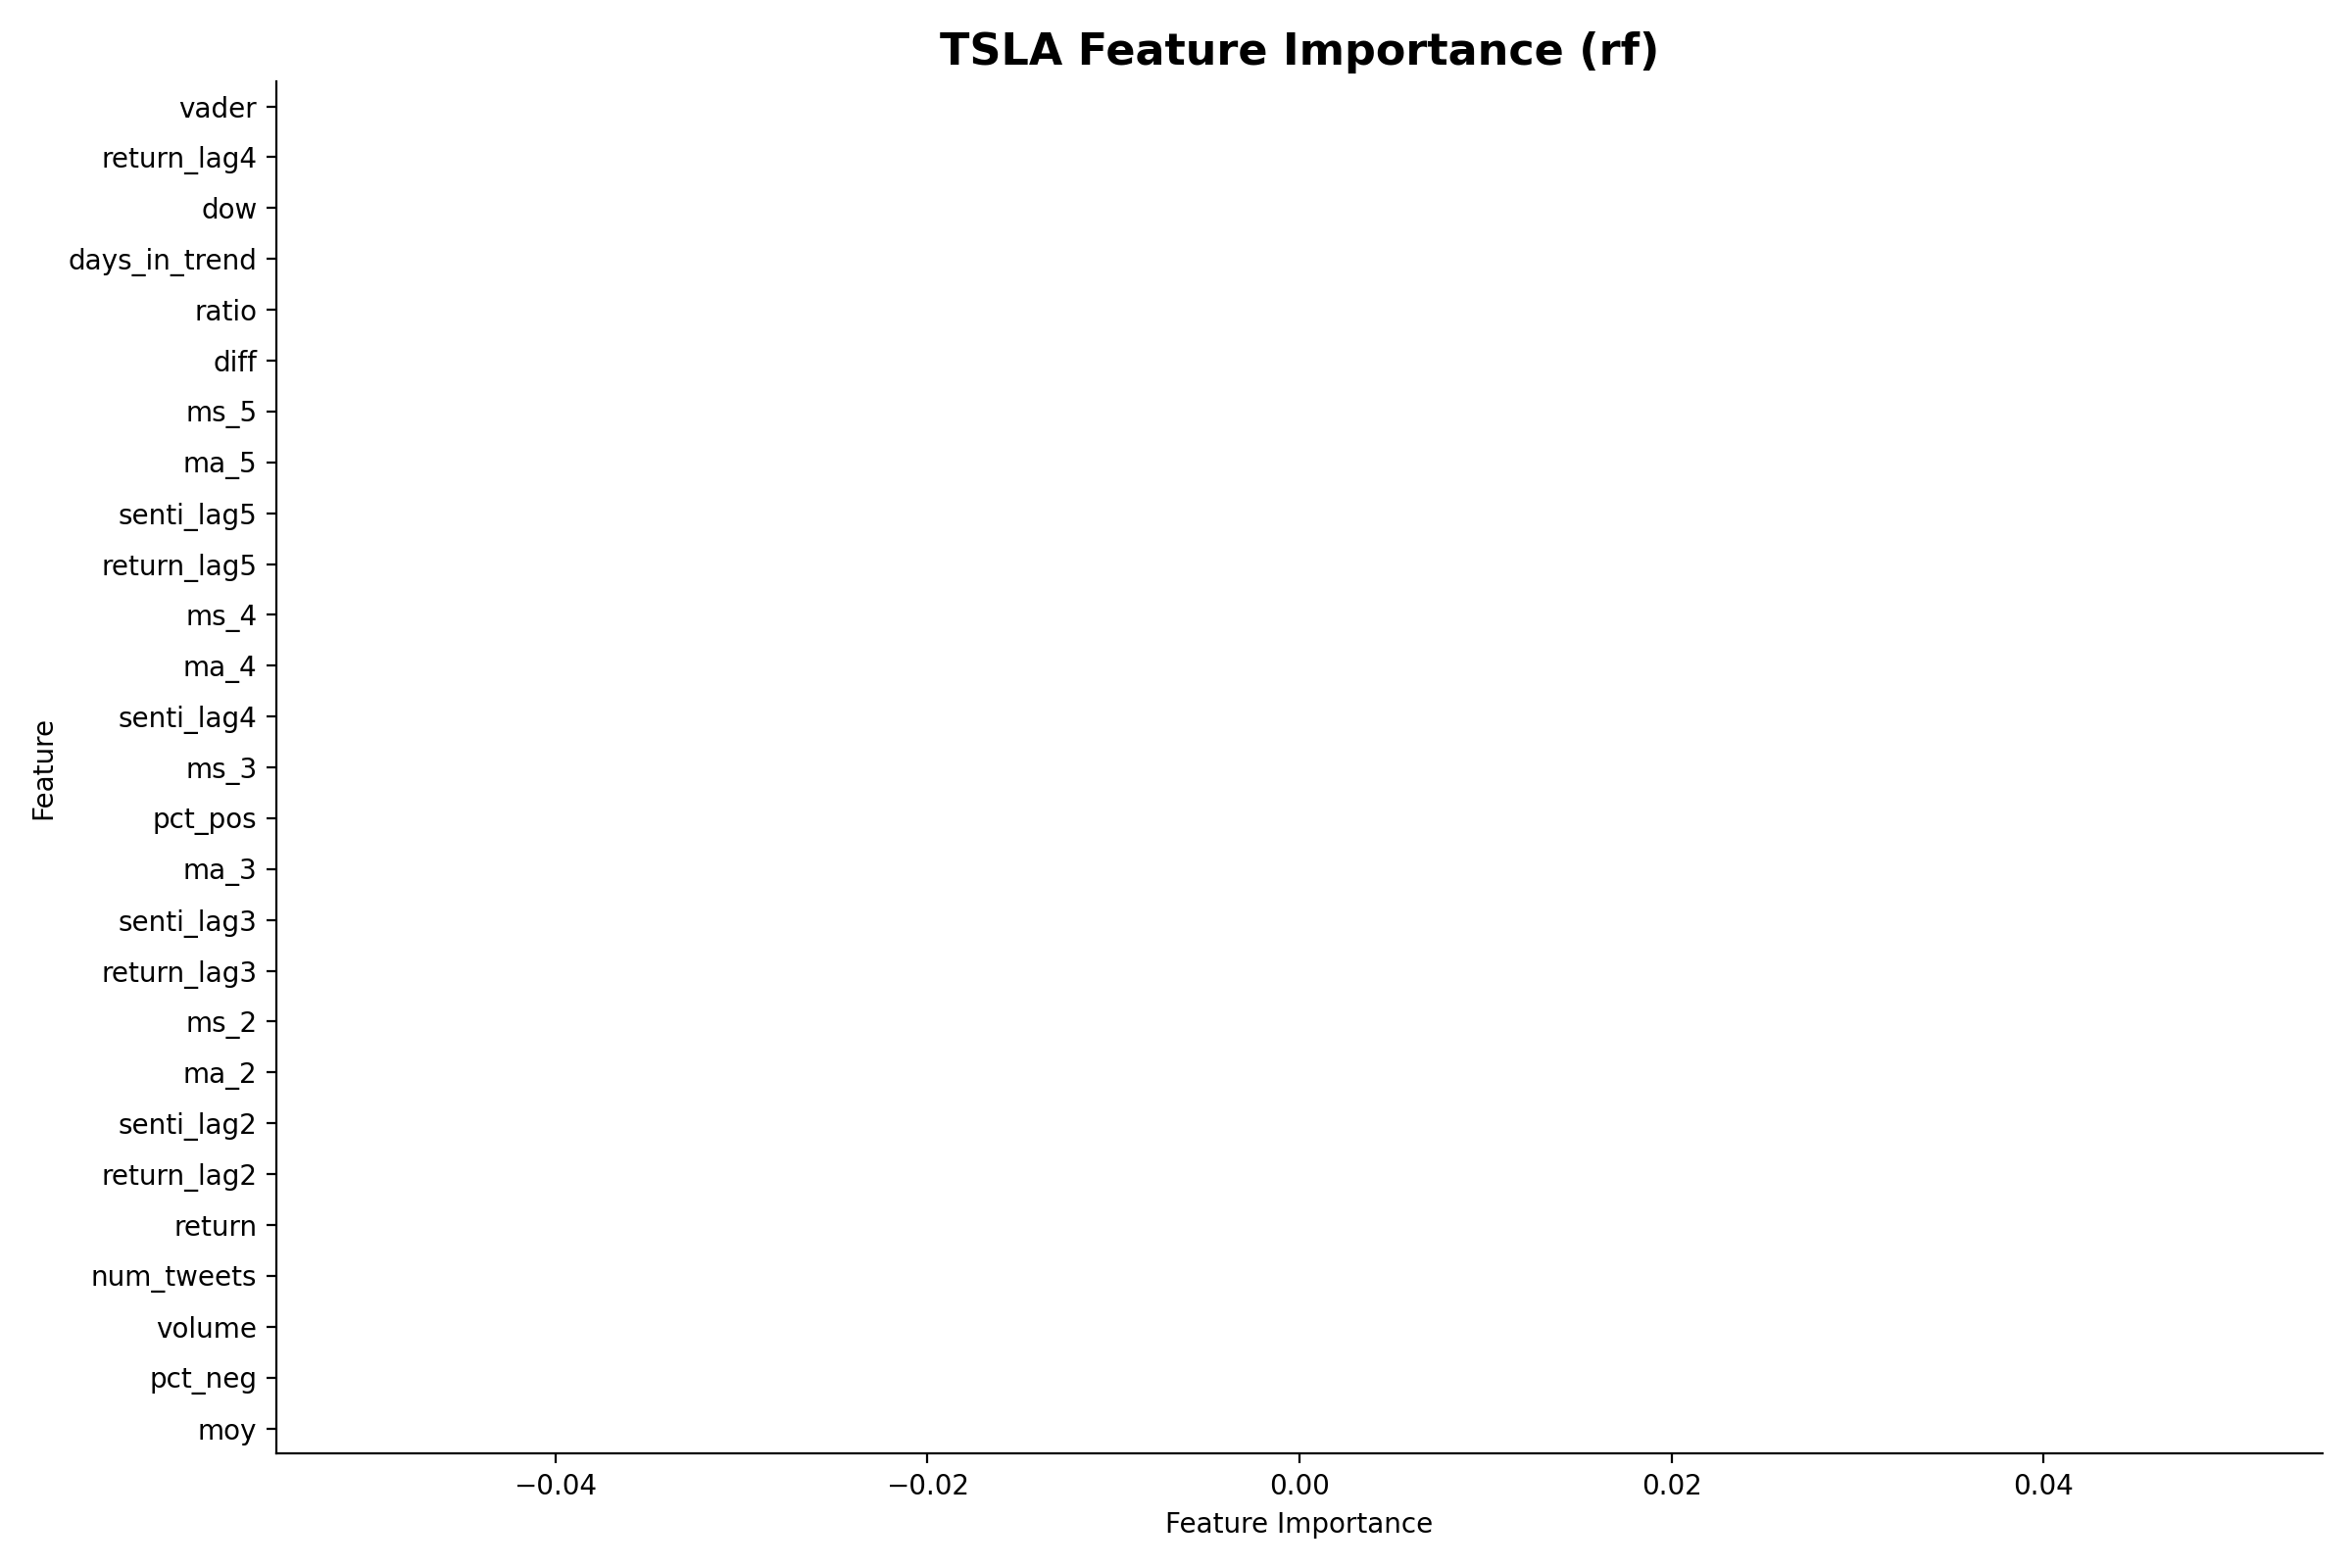 TSLA Feature Importance (rf)
vader
return_lag4
dow
days_in_trend
ratio
diff
ms_5
ma_5
senti_lag5
return_lag5
ms_4
ma_4
senti_lag4
ms_3
pct_pos
ma_3
senti_lag3
return_lag3
ms_2
ma_2
senti_lag2
return_lag2
return
num_tweets
volume
pct_neg
moy
Feature
−0.04 −0.02 0.00 0.02 0.04
Feature Importance